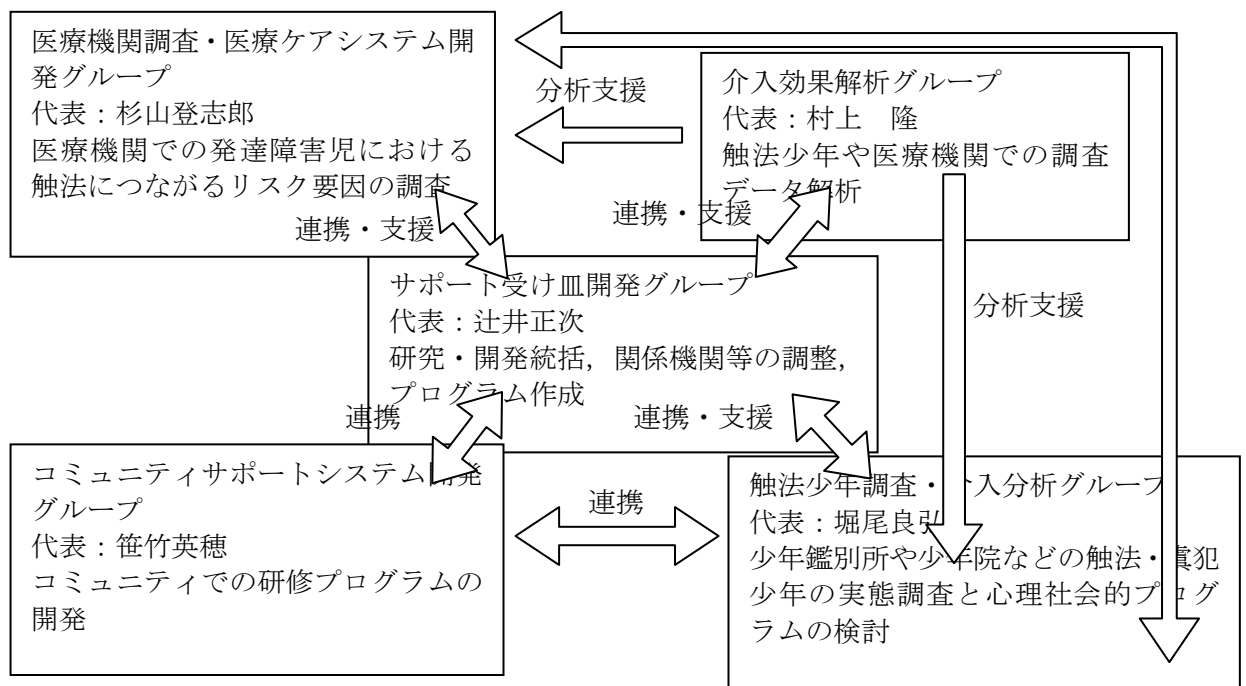 医療機関調査・医療ケアシステム開
発グループ
代表：杉山登志郎
医療機関での発達障害児における
触法につながるリスク要因の調査
分析支援
介入効果解析グループ
代表：村上　隆
触法少年や医療機関での調査
データ解析
連携・支援
連携・支援
サポート受け皿開発グループ
代表：辻井正次
研究・開発統括，関係機関等の調整，
プログラム作成
分析支援
連携
連携・支援
コミュニティサポートシステム開発
グループ
代表：笹竹英穂
コミュニティでの研修プログラムの
開発
連携
触法少年調査・介入分析グループ
代表：堀尾良弘
少年鑑別所や少年院などの触法・虞犯
少年の実態調査と心理社会的プログ
ラムの検討